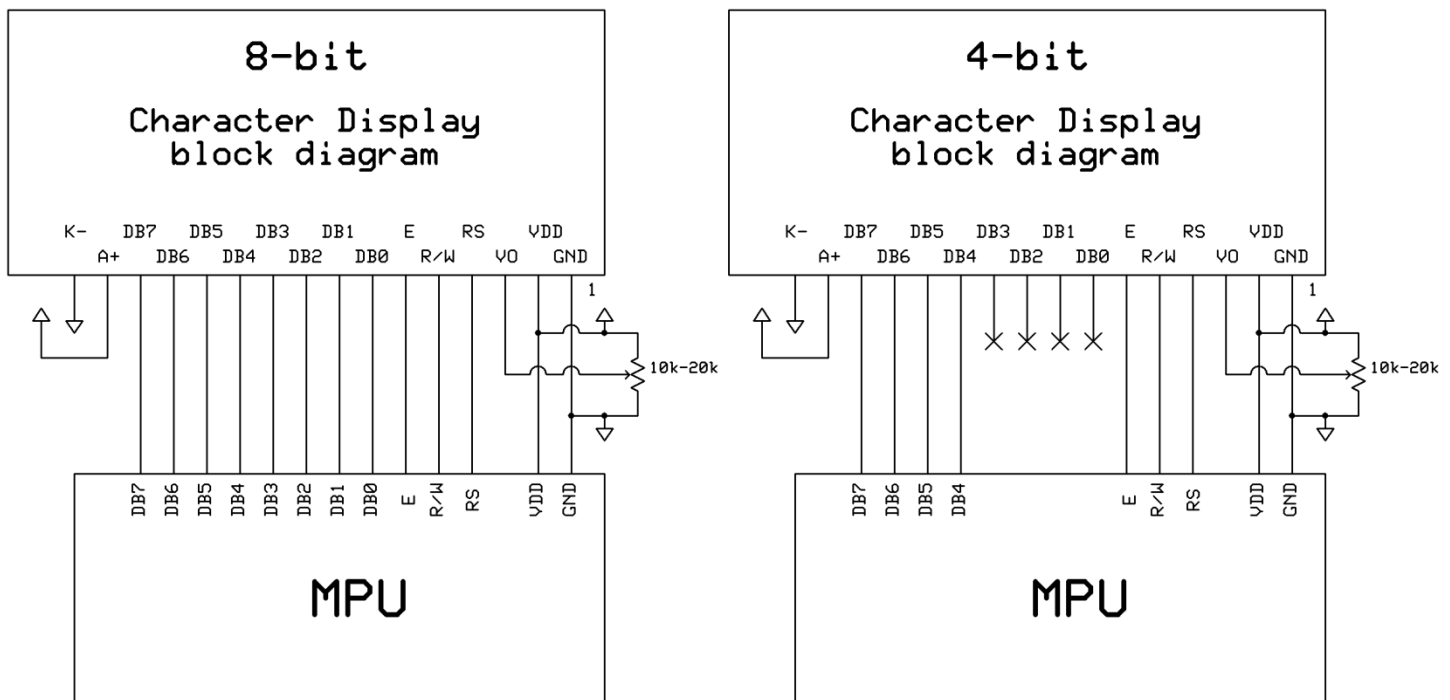 8-bit
Character Display
block diagram
K- DB7 DB5 DB3 DB1 E RS VDD
A+ DB6 DB4 DB2 DB0 R/W VO GND
1
10k-20k
DB7 DB6 DB5 DB4 DB3 DB2 DB1 DB0 E R/W RS VDD GND
MPU
4-bit
Character Display
block diagram
K- DB7 DB5 DB3 DB1 E RS VDD
A+ DB6 DB4 DB2 DB0 R/W VO GND
1
10k-20k
DB7 DB6 DB5 DB4 E R/W RS VDD GND
MPU